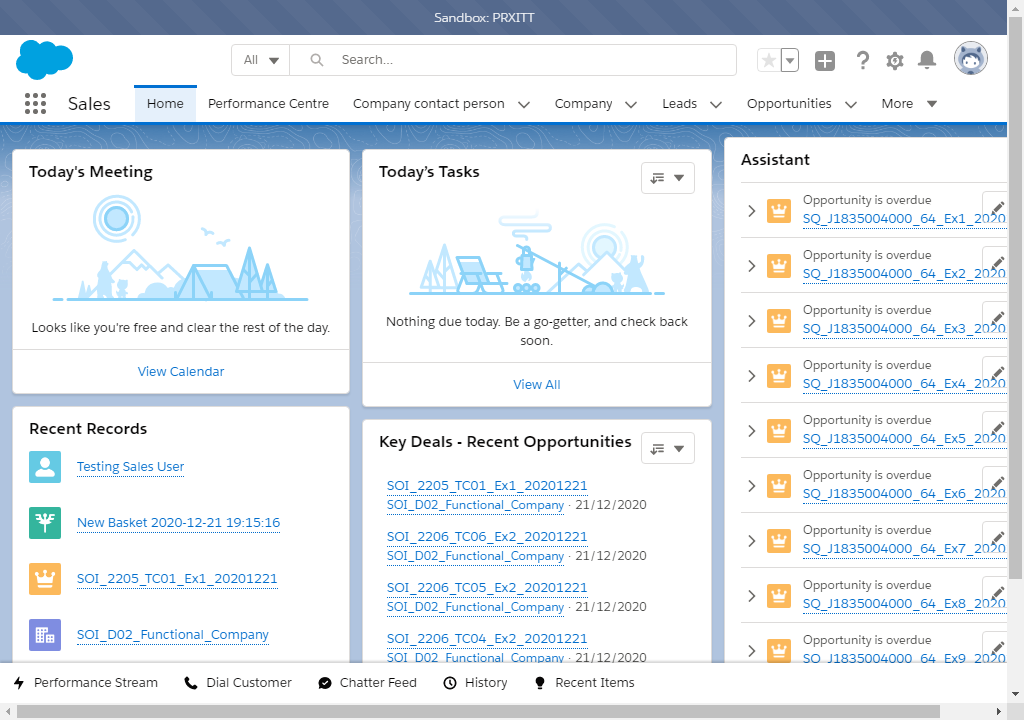 Sandbox: PRXITT
All
Search...
Sales
Home
Performance Centre
Company contact person
Company
Leads
Opportunities
More
Today's Meeting
Looks like you're free and clear the rest of the day.
View Calendar
Recent Records
Testing Sales User
New Basket 2020-12-21 19:15:16
SOI_2205_TC01_Ex1_20201221
SOI_D02_Functional_Company
Today’s Tasks
Nothing due today. Be a go-getter, and check back
soon.
View All
Key Deals - Recent Opportunities
SOI_2205_TC01_Ex1_20201221
SOI_D02_Functional_Company · 21/12/2020
SOI_2206_TC06_Ex2_20201221
SOI_D02_Functional_Company · 21/12/2020
SOI_2206_TC05_Ex2_20201221
SOI_D02_Functional_Company · 21/12/2020
SOI_2206_TC04_Ex2_20201221
SOI_D02_Functional_Company · 21/12/2020
Assistant
Opportunity is overdue
SQ_J1835004000_64_Ex1_2020
Opportunity is overdue
SQ_J1835004000_64_Ex2_2020
Opportunity is overdue
SQ_J1835004000_64_Ex3_2020
Opportunity is overdue
SQ_J1835004000_64_Ex4_2020
Opportunity is overdue
SQ_J1835004000_64_Ex5_2020
Opportunity is overdue
SQ_J1835004000_64_Ex6_2020
Opportunity is overdue
SQ_J1835004000_64_Ex7_2020
Opportunity is overdue
SQ_J1835004000_64_Ex8_2020
Opportunity is overdue
SQ_J1835004000_64_Ex9_2020
Performance Stream
Dial Customer
Chatter Feed
History
Recent Items